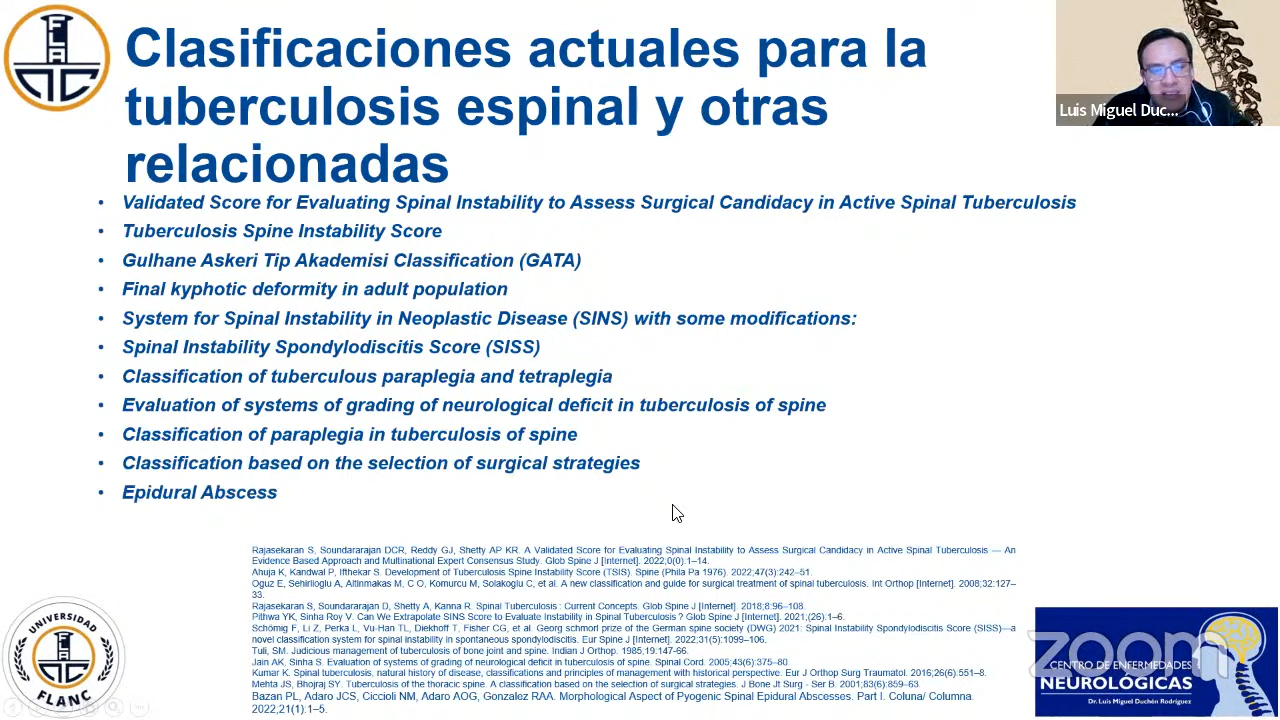 Clasificaciones actuales para la
tuberculosis espinal y otras
relacionadas
Luis Miguel Duc...
• Validated Score for Evaluating Spinal Instability to Assess Surgical Candidacy in Active Spinal Tuberculosis
• Tuberculosis Spine Instability Score
• Gulhane Askeri Tip Akademisi Classification (GATA)
• Final kyphotic deformity in adult population
• System for Spinal Instability in Neoplastic Disease (SINS) with some modifications:
• Spinal Instability Spondylodiscitis Score (SISS)
• Classification of tuberculous paraplegia and tetraplegia
• Evaluation of systems of grading of neurological deficit in tuberculosis of spine
• Classification of paraplegia in tuberculosis of spine
• Classification based on the selection of surgical strategies
• Epidural Abscess
Rajasekaran S, Soundararajan DCR, Reddy GJ, Shetty AP KR. A Validated Score for Evaluating Spinal Instability to Assess Surgical Candidacy in Active Spinal Tuberculosis — An
Evidence Based Approach and Multinational Expert Consensus Study. Glob Spine J [Internet]. 2022;0(0):1–14.
Ahuja K, Kandwal P, Ifthekar S. Development of Tuberculosis Spine Instability Score (TSIS). Spine (Phila Pa 1976). 2022;47(3):242–51.
Oguz E, Sehirlioglu A, Altinmakas M, C O, Komurcu M, Solakoglu C, et al. A new classification and guide for surgical treatment of spinal tuberculosis. Int Orthop [Internet]. 2008;32:127–
33.
Rajasekaran S, Soundararajan D, Shetty A, Kanna R. Spinal Tuberculosis : Current Concepts. Glob Spine J [Internet]. 2018;8:96–108.
Pithwa YK, Sinha Roy V. Can We Extrapolate SINS Score to Evaluate Instability in Spinal Tuberculosis ? Glob Spine J [Internet]. 2021;(26):1–6.
Schömig F, Li Z, Perka L, Vu-Han TL, Diekhoff T, Fisher CG, et al. Georg schmorl prize of the German spine society (DWG) 2021: Spinal Instability Spondylodiscitis Score (SISS)—a
novel classification system for spinal instability in spontaneous spondylodiscitis. Eur Spine J [Internet]. 2022;31(5):1099–106.
Tuli, SM. Judicious management of tuberculosis of bone joint and spine. Indian J Orthop. 1985;19:147-66.
Jain AK, Sinha S. Evaluation of systems of grading of neurological deficit in tuberculosis of spine. Spinal Cord. 2005;43(6):375–80.
Kumar K. Spinal tuberculosis, natural history of disease, classifications and principles of management with historical perspective. Eur J Orthop Surg Traumatol. 2016;26(6):551–8.
Mehta JS, Bhojraj SY. Tuberculosis of the thoracic spine. A classification based on the selection of surgical strategies. J Bone Jt Surg - Ser B. 2001;83(6):859–63.
Bazan PL, Adaro JCS, Ciccioli NM, Adaro AOG, Gonzalez RAA. Morphological Aspect of Pyogenic Spinal Epidural Abscesses. Part I. Coluna/ Columna.
2022;21(1):1–5.
UNIVERSIDAD
FLANC
zoom
CENTRO DE ENFERMEDADES
NEUROLÓGICAS
Dr. Luis Miguel Duchén Rodríguez